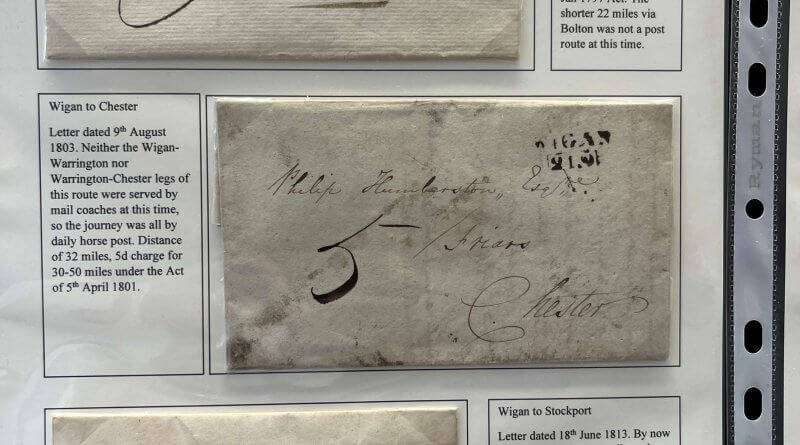 Jan 1797 Act. The
shorter 22 miles via
Bolton was not a post
route at this time.
Wigan to Chester
Letter dated 9th August
1803. Neither the Wigan-
Warrington nor
Warrington-Chester legs of
this route were served by
mail coaches at this time,
so the journey was all by
daily horse post. Distance
of 32 miles, 5d charge for
30-50 miles under the Act
of 5th April 1801.
WIGAN
Philip Humberston, Esqre
5
Friars
Chester
Ryman
Wigan to Stockport
Letter dated 18th June 1813. By now